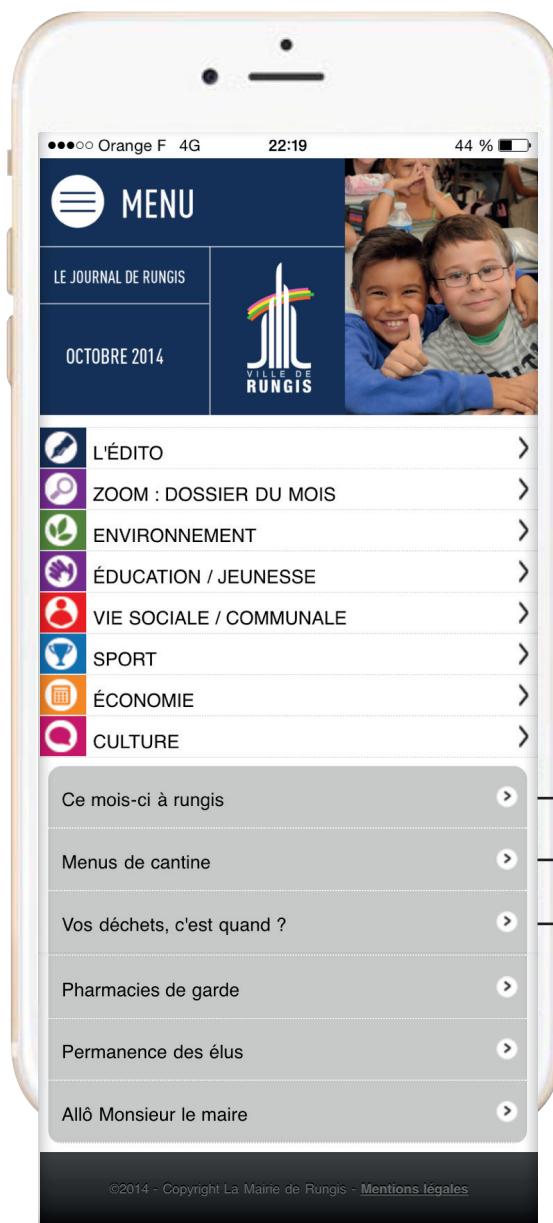 ●●●○○ Orange F 4G 22:19 44 %
MENU
LE JOURNAL DE RUNGIS
OCTOBRE 2014
VILLE DE
RUNGIS
L'ÉDITO
ZOOM : DOSSIER DU MOIS
ENVIRONNEMENT
ÉDUCATION / JEUNESSE
VIE SOCIALE / COMMUNALE
SPORT
ÉCONOMIE
CULTURE
Ce mois-ci à rungis
Menus de cantine
Vos déchets, c'est quand ?
Pharmacies de garde
Permanence des élus
Allô Monsieur le maire
©2014 - Copyright La Mairie de Rungis - Mentions légales